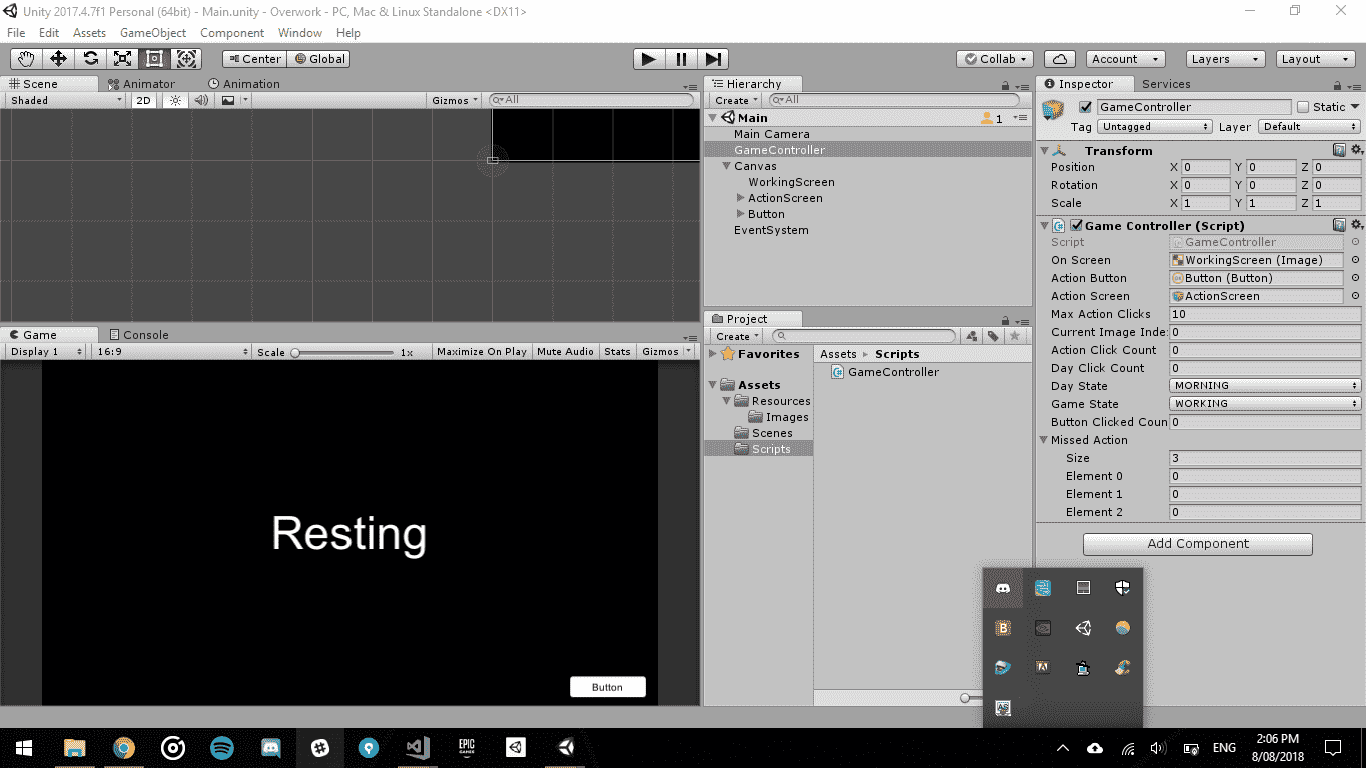 Unity 2017.4.7f1 Personal (64bit) - Main.unity - Overwork - PC, Mac & Linux Standalone <DX11>
File Edit Assets GameObject Component Window Help
Center Global
Collab Account Layers Layout
Scene Animator Animation
Shaded 2D Gizmos All
Hierarchy
Create All
Main 1
Main Camera
GameController
Canvas
WorkingScreen
ActionScreen
Button
EventSystem
Game Console
Display 1 16:9 Scale 1x Maximize On Play Mute Audio Stats Gizmos
Resting
Button
Project
Create
Favorites
Assets
Resources
Images
Scenes
Scripts
Assets Scripts
GameController
Inspector Services
GameController Static
Tag Untagged Layer Default
Transform
Position X 0 Y 0 Z 0
Rotation X 0 Y 0 Z 0
Scale X 1 Y 1 Z 1
Game Controller (Script)
Script GameController
On Screen WorkingScreen (Image)
Action Button Button (Button)
Action Screen ActionScreen
Max Action Clicks 10
Current Image Inde: 0
Action Click Count 0
Day Click Count 0
Day State MORNING
Game State WORKING
Button Clicked Coun 0
Missed Action
Size 3
Element 0 0
Element 1 0
Element 2 0
Add Component
EPIC GAMES
ENG
2:06 PM
8/08/2018